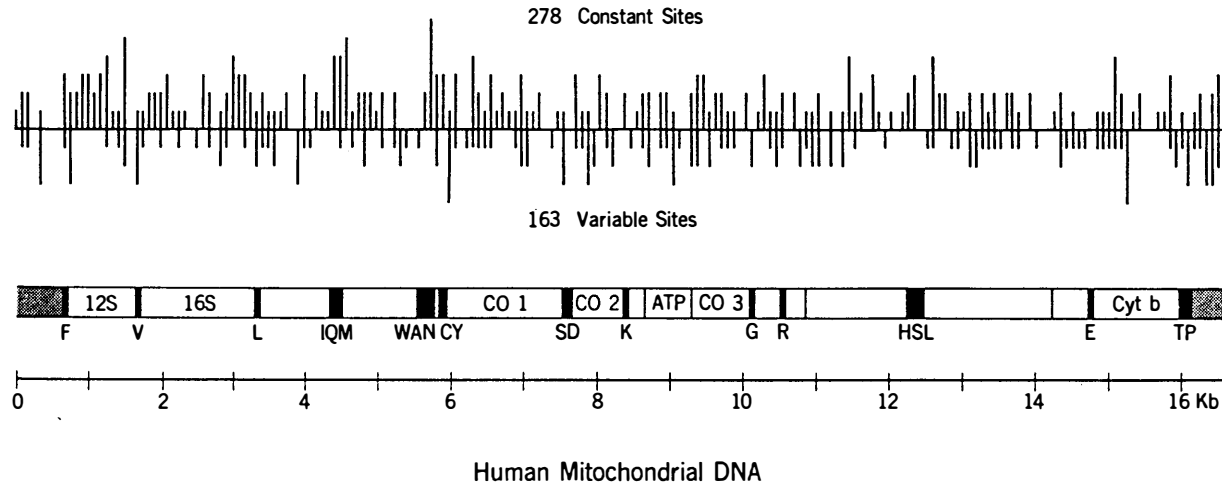 278 Constant Sites
163 Variable Sites
12S 16S CO 1 CO 2 ATP CO 3 Cyt b
F V L IQM WAN CY SD K G R HSL E TP
0 2 4 6 8 10 12 14 16 Kb
Human Mitochondrial DNA